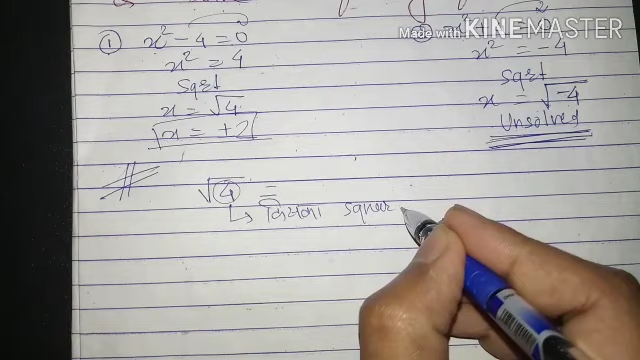 ① x² - 4 = 0
x² = 4
Sqrt
x = √4
x = +2
Made with KINEMASTER
x² = -4
Sqrt
x = √-4
Unsolved
√4 =
↳ किसका square